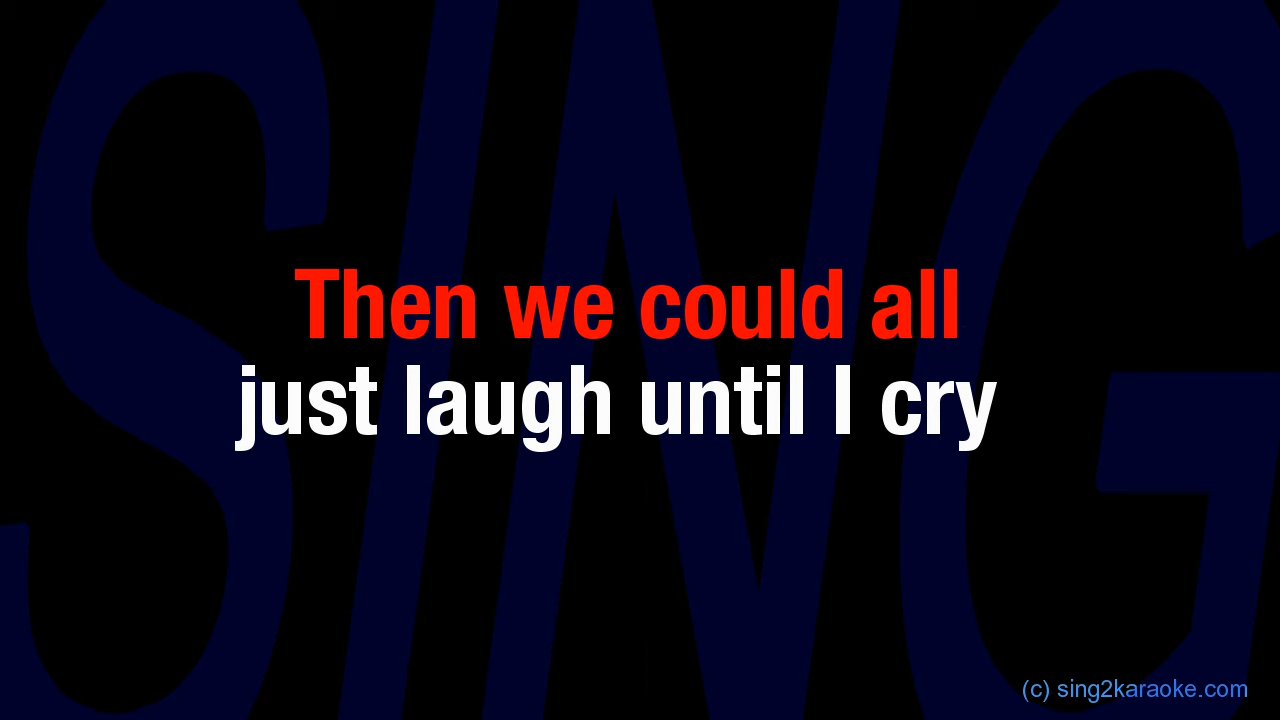 SING
Then we could all
just laugh until I cry
(c) sing2karaoke.com